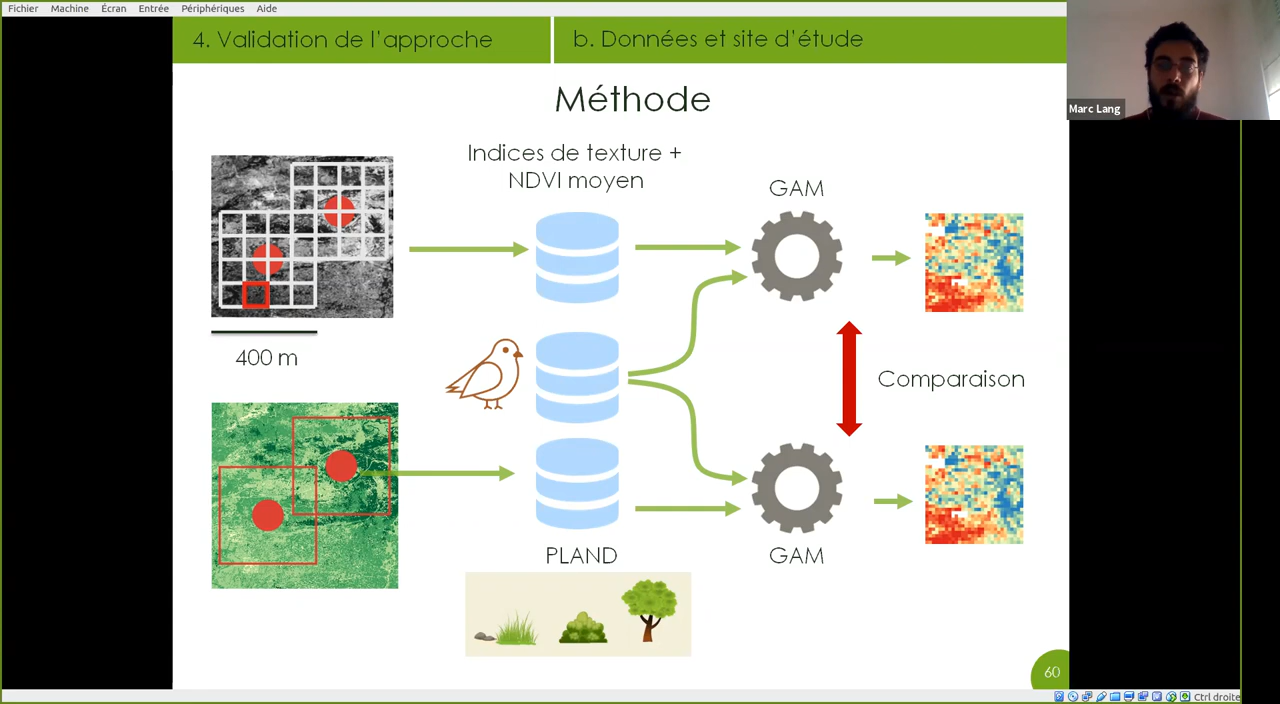 Fichier Machine Écran Entrée Périphériques Aide
4. Validation de l'approche
b. Données et site d'étude
Marc Lang
Méthode
Indices de texture +
NDVI moyen
GAM
400 m
Comparaison
PLAND
GAM
60
Ctrl droite